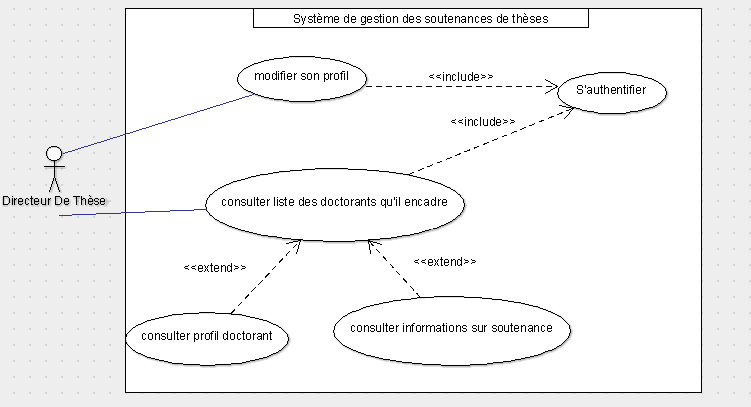 Système de gestion des soutenances de thèses
modifier son profil
<<include>>
S'authentifier
<<include>>
Directeur De Thèse
consulter liste des doctorants qu'il encadre
<<extend>>
<<extend>>
consulter profil doctorant
consulter informations sur soutenance